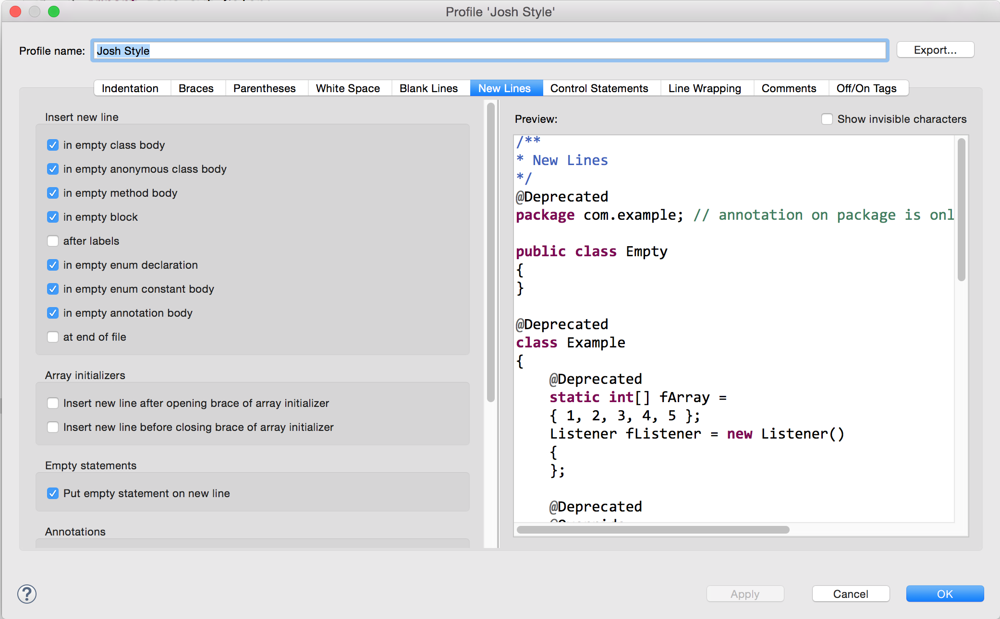 Profile 'Josh Style'
Profile name: Josh Style Export...
Indentation Braces Parentheses White Space Blank Lines New Lines Control Statements Line Wrapping Comments Off/On Tags
Insert new line
in empty class body
in empty anonymous class body
in empty method body
in empty block
after labels
in empty enum declaration
in empty enum constant body
in empty annotation body
at end of file
Array initializers
Insert new line after opening brace of array initializer
Insert new line before closing brace of array initializer
Empty statements
Put empty statement on new line
Annotations
Preview: Show invisible characters
/**
* New Lines
*/
@Deprecated
package com.example; // annotation on package is onl

public class Empty
{
}

@Deprecated
class Example
{
    @Deprecated
    static int[] fArray =
    { 1, 2, 3, 4, 5 };
    Listener fListener = new Listener()
    {
    };

    @Deprecated
? Apply Cancel OK